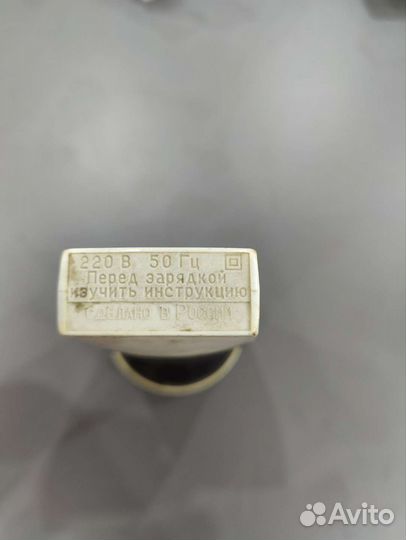 220 В 50 Гц
Перед зарядкой
изучить инструкцию
СДЕЛАНО В РОССИИ
Avito